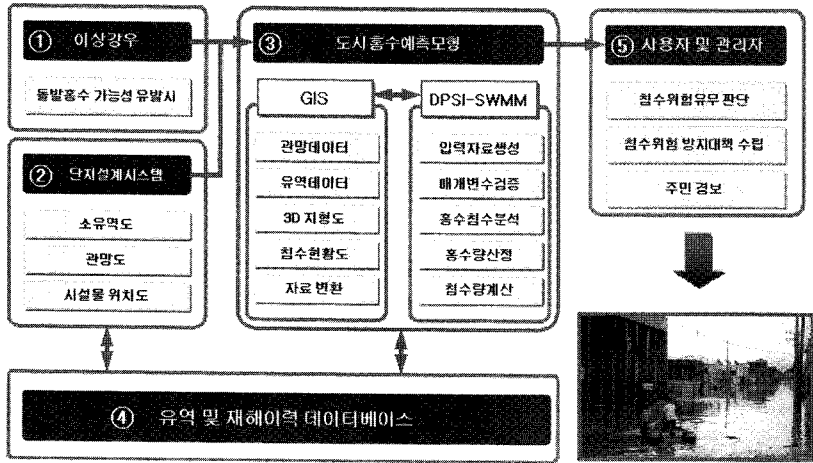 ① 이상강우
돌발홍수 가능성 유발시
② 단지설계시스템
소유역도
관망도
시설물 위치도
③ 도시홍수예측모형
GIS
관망데이터
유역데이터
3D 지형도
침수현황도
자료 변환
DPSI-SWMM
입력자료생성
매개변수검증
홍수침수분석
홍수량산정
침수량계산
④ 유역 및 재해이력 데이터베이스
⑤ 사용자 및 관리자
침수위험유무 판단
침수위험 방지대책 수립
주민 경보